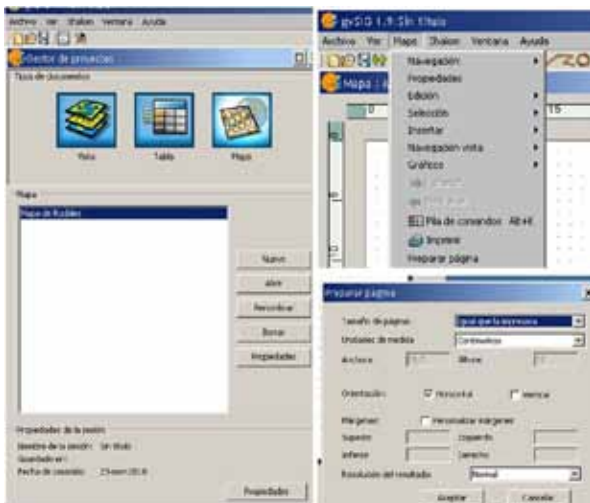 Archivo Ver Shalom Ventana Ayuda
Gestor de proyectos
Tipos de documentos
Vista Tabla Mapa
Mapa
Mapa de Rodales
Nuevo
Abrir
Renombrar
Borrar
Propiedades
Propiedades de la sesión
Nombre de la sesión: Sin título
Guardado en:
Fecha de creación:
Propiedades
gvSIG 1.9:Sin título
Archivo Ver Mapa Shalom Ventana Ayuda
Mapa :
Navegación
Propiedades
Edición
Selección
Insertar
Navegación vista
Gráficos
Pila de comandos Alt+K
Imprimir
Preparar página
Preparar página
Tamaño de página: Igual que la impresora
Unidades de medida Centímetros
Anchura: Altura:
Orientación: Horizontal Vertical
Márgenes: Personalizar márgenes
Superior Izquierdo
Inferior Derecho
Resolución del resultado: Normal
Aceptar Cancelar